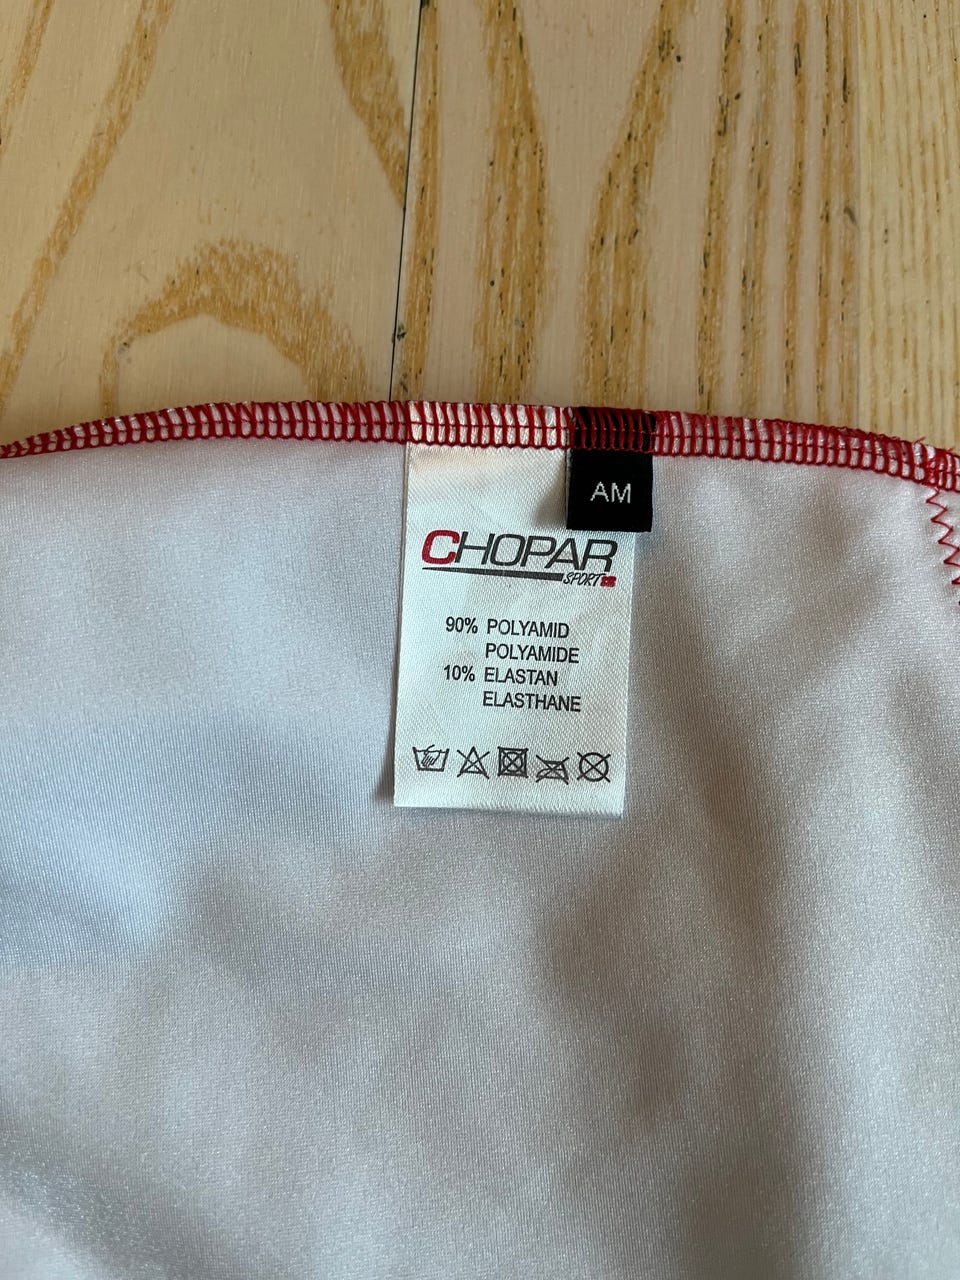 AM
CHOPAR
SPORT
90% POLYAMID
POLYAMIDE
10% ELASTAN
ELASTHANE